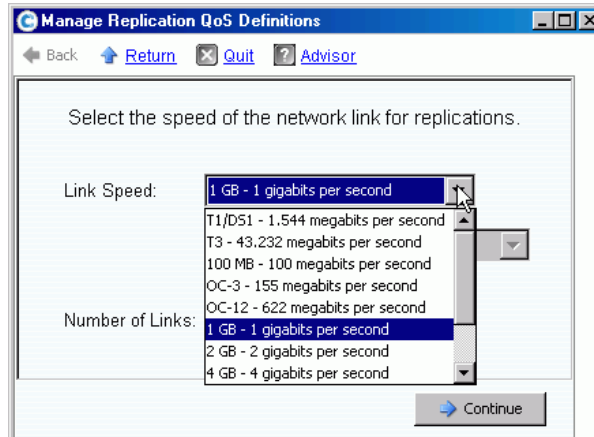 Manage Replication QoS Definitions
Back Return Quit Advisor
Select the speed of the network link for replications.
Link Speed: 1 GB - 1 gigabits per second
T1/DS1 - 1.544 megabits per second
T3 - 43.232 megabits per second
100 MB - 100 megabits per second
OC-3 - 155 megabits per second
OC-12 - 622 megabits per second
Number of Links:
1 GB - 1 gigabits per second
2 GB - 2 gigabits per second
4 GB - 4 gigabits per second
Continue